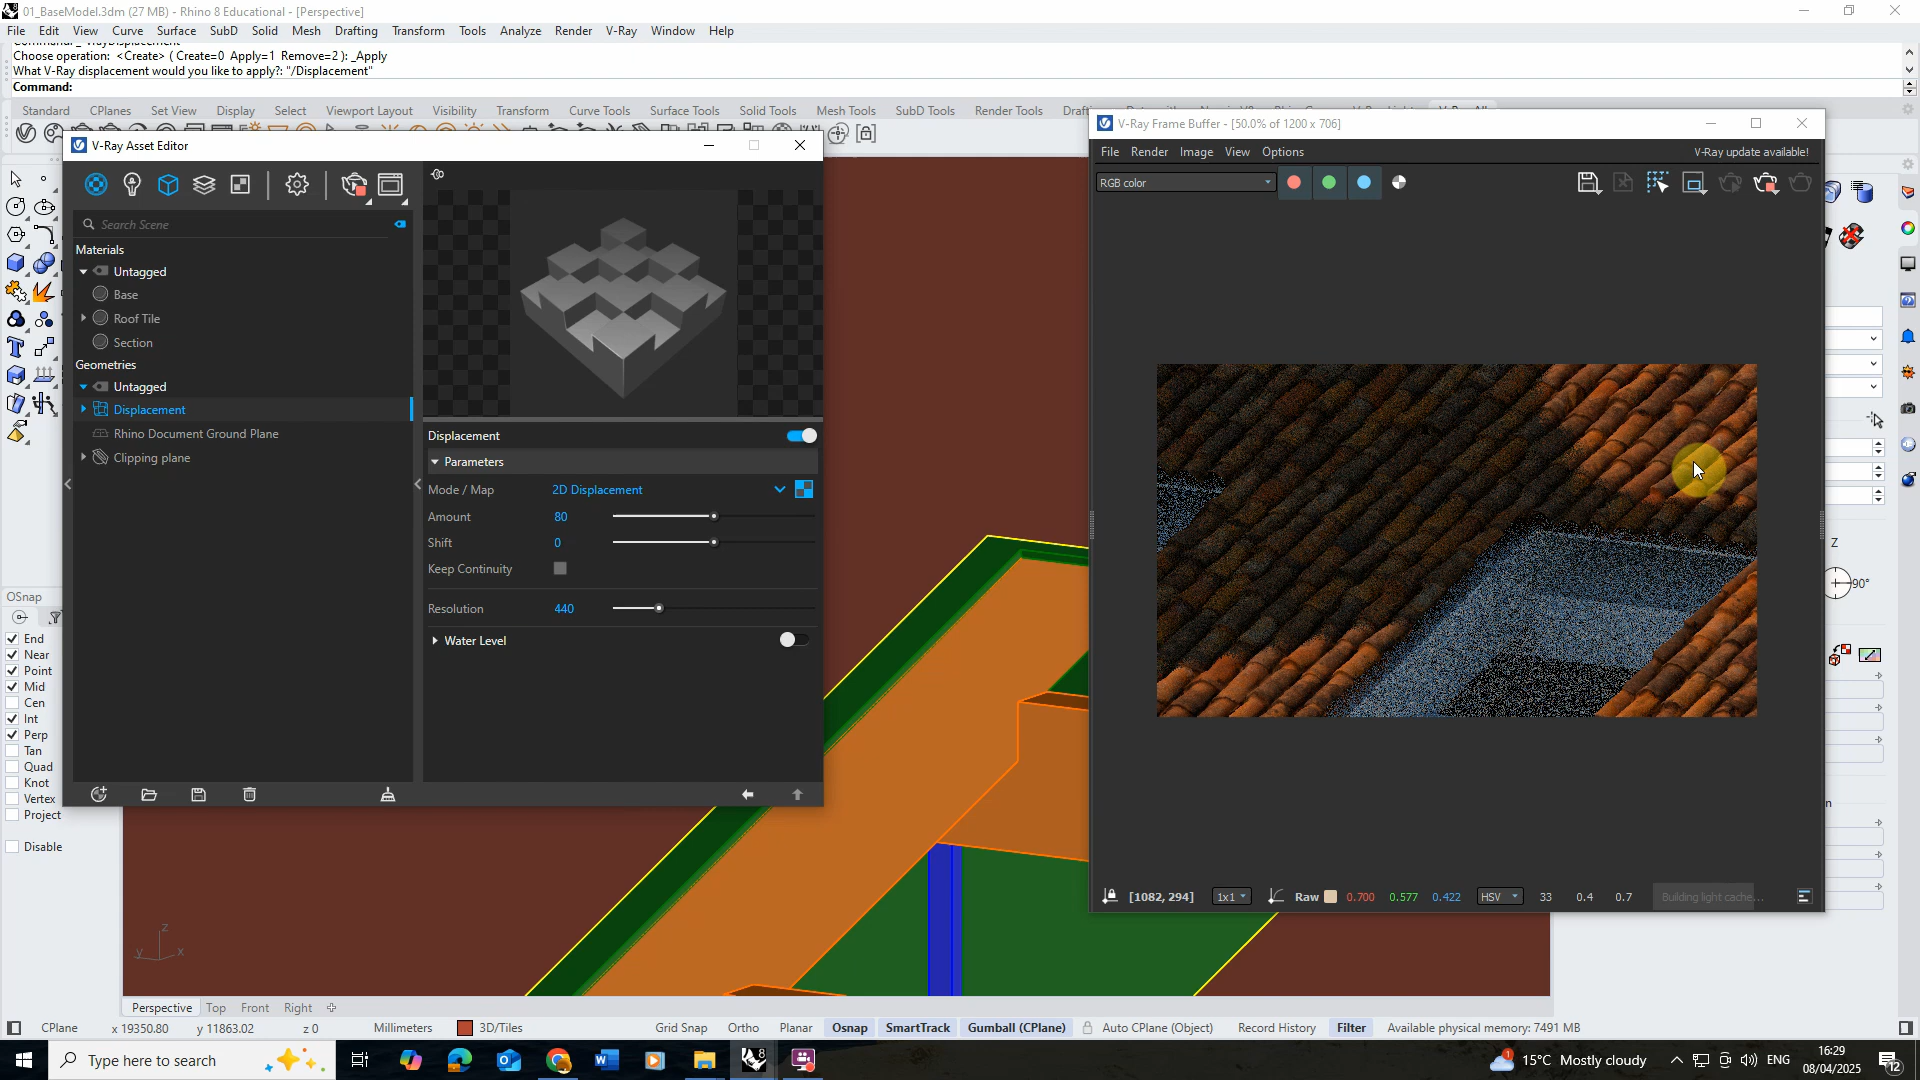 01_BaseModel.3dm (27 MB) - Rhino 8 Educational - [Perspective]
File Edit View Curve Surface SubD Solid Mesh Drafting Transform Tools Analyze Render V-Ray Window Help
Choose operation: <Create> ( Create=0 Apply=1 Remove=2 ): _Apply
What V-Ray displacement would you like to apply?: "/Displacement"
Command:
Standard CPlanes Set View Display Select Viewport Layout Visibility Transform Curve Tools Surface Tools Solid Tools Mesh Tools SubD Tools Render Tools
V-Ray Asset Editor
Search Scene
Materials
Untagged
Base
Roof Tile
Section
Geometries
Untagged
Displacement
Rhino Document Ground Plane
Clipping plane
Displacement
Parameters
Mode / Map 2D Displacement
Amount 80
Shift 0
Keep Continuity
Resolution 440
Water Level
V-Ray Frame Buffer - [50.0% of 1200 x 706]
File Render Image View Options V-Ray update available!
RGB color
[1082, 294] 1x1 Raw 0.700 0.577 0.422 HSV 33 0.4 0.7 Building light cache...
Z
90°
OSnap
End
Near
Point
Mid
Cen
Int
Perp
Tan
Quad
Knot
Vertex
Project
Disable
z
y x
Perspective Top Front Right
CPlane x 19350.80 y 11863.02 z 0 Millimeters 3D/Tiles Grid Snap Ortho Planar Osnap SmartTrack Gumball (CPlane) Auto CPlane (Object) Record History Filter Available physical memory: 7491 MB
Type here to search
15°C Mostly cloudy ENG
16:29
08/04/2025
12